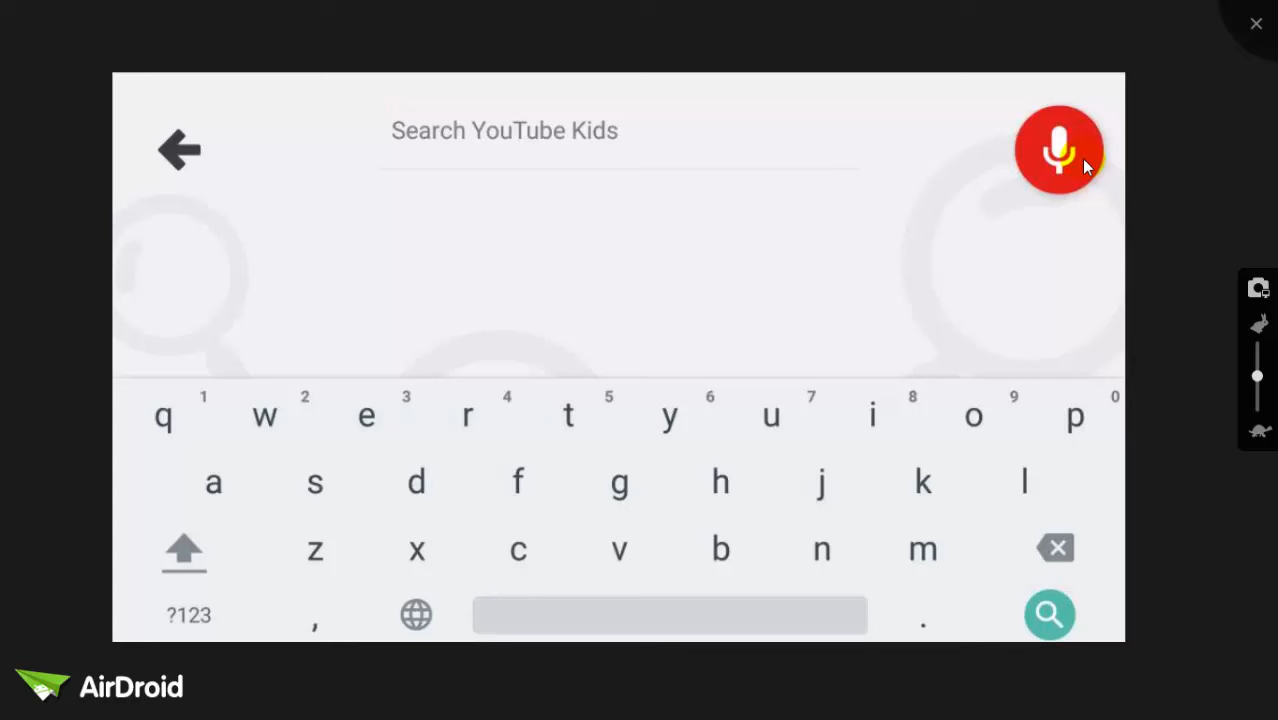 Search YouTube Kids
1 2 3 4 5 6 7 8 9 0
q w e r t y u i o p
a s d f g h j k l
z x c v b n m
?123 , .
AirDroid